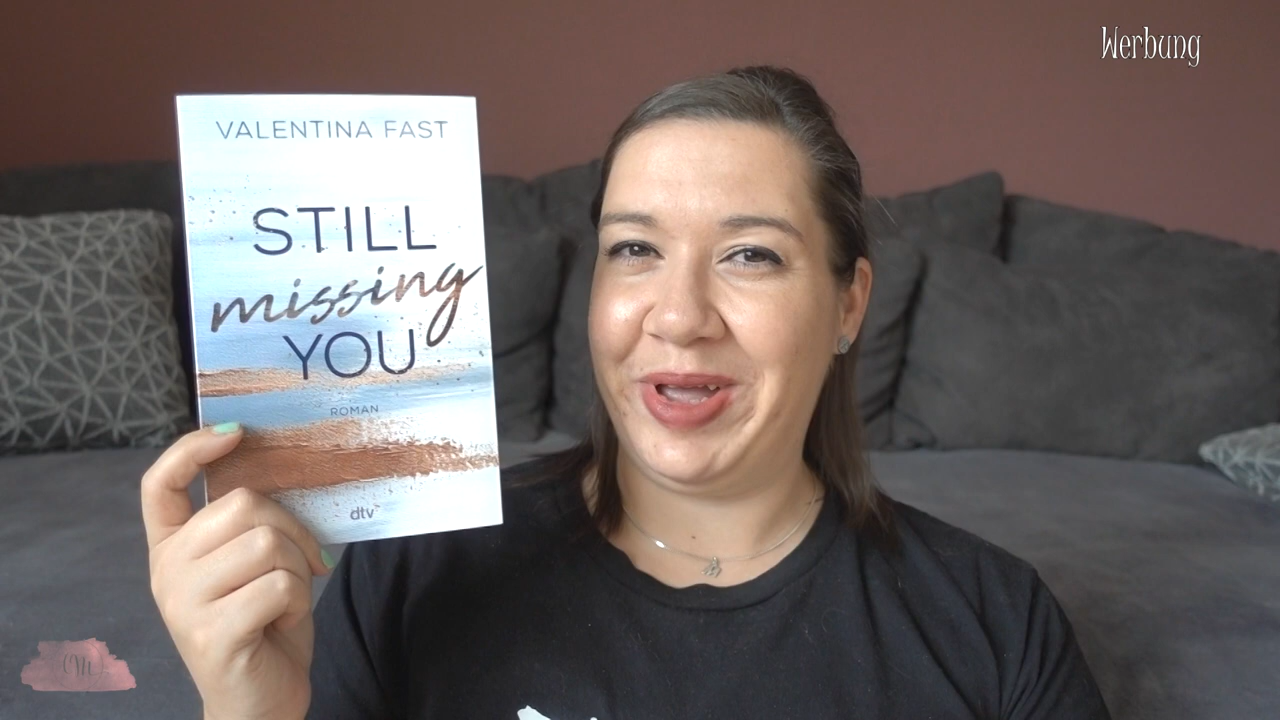 Werbung
VALENTINA FAST
STILL
missing
YOU
ROMAN
dtv